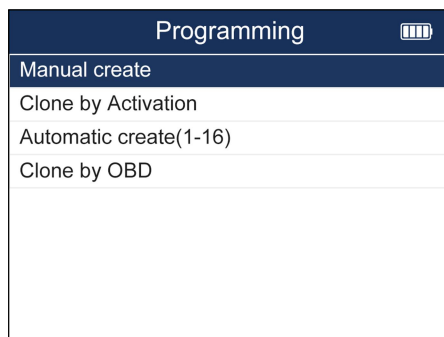 Programming
Manual create
Clone by Activation
Automatic create(1-16)
Clone by OBD